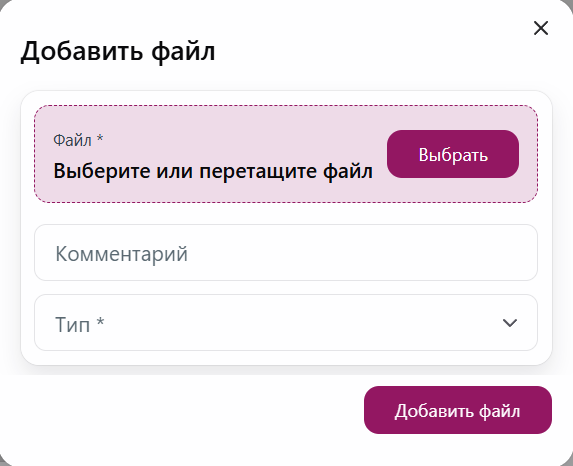 Добавить файл
Файл *
Выберите или перетащите файл
Выбрать
Комментарий
Тип *
Добавить файл